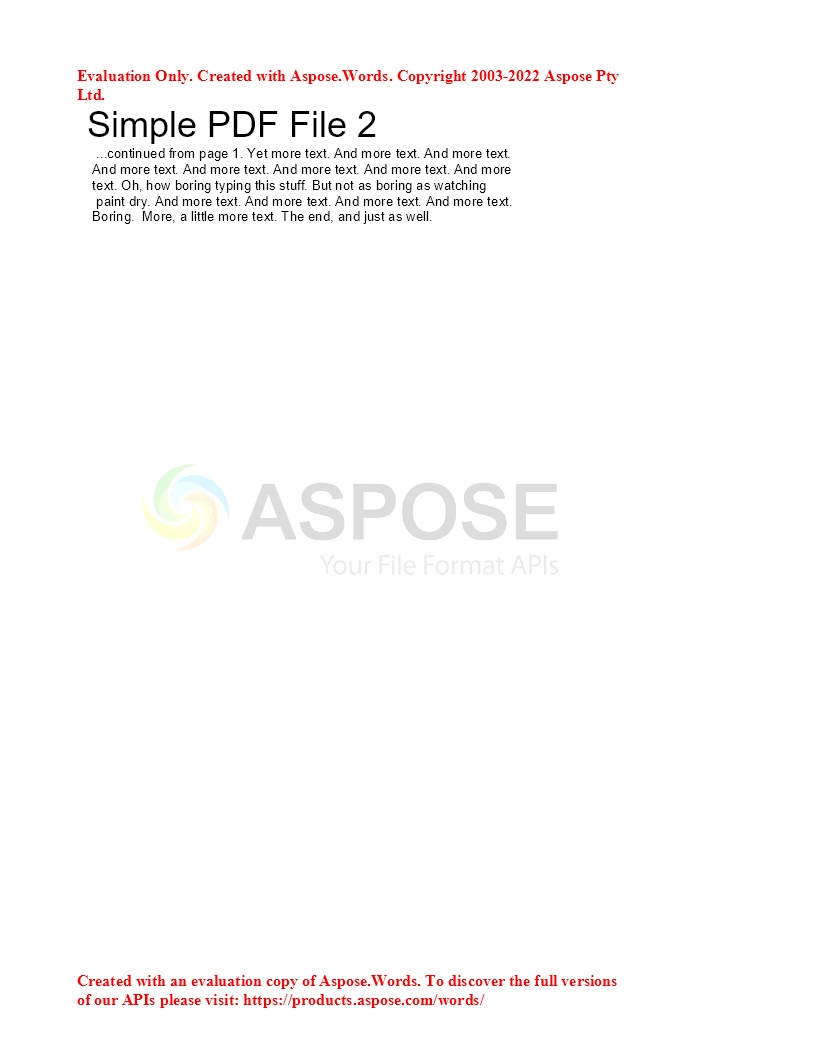 Evaluation Only. Created with Aspose.Words. Copyright 2003-2022 Aspose Pty
Ltd.
Simple PDF File 2
...continued from page 1. Yet more text. And more text. And more text.
And more text. And more text. And more text. And more text. And more
text. Oh, how boring typing this stuff. But not as boring as watching
paint dry. And more text. And more text. And more text. And more text.
Boring.  More, a little more text. The end, and just as well.
ASPOSE
Your File Format APIs
Created with an evaluation copy of Aspose.Words. To discover the full versions
of our APIs please visit: https://products.aspose.com/words/